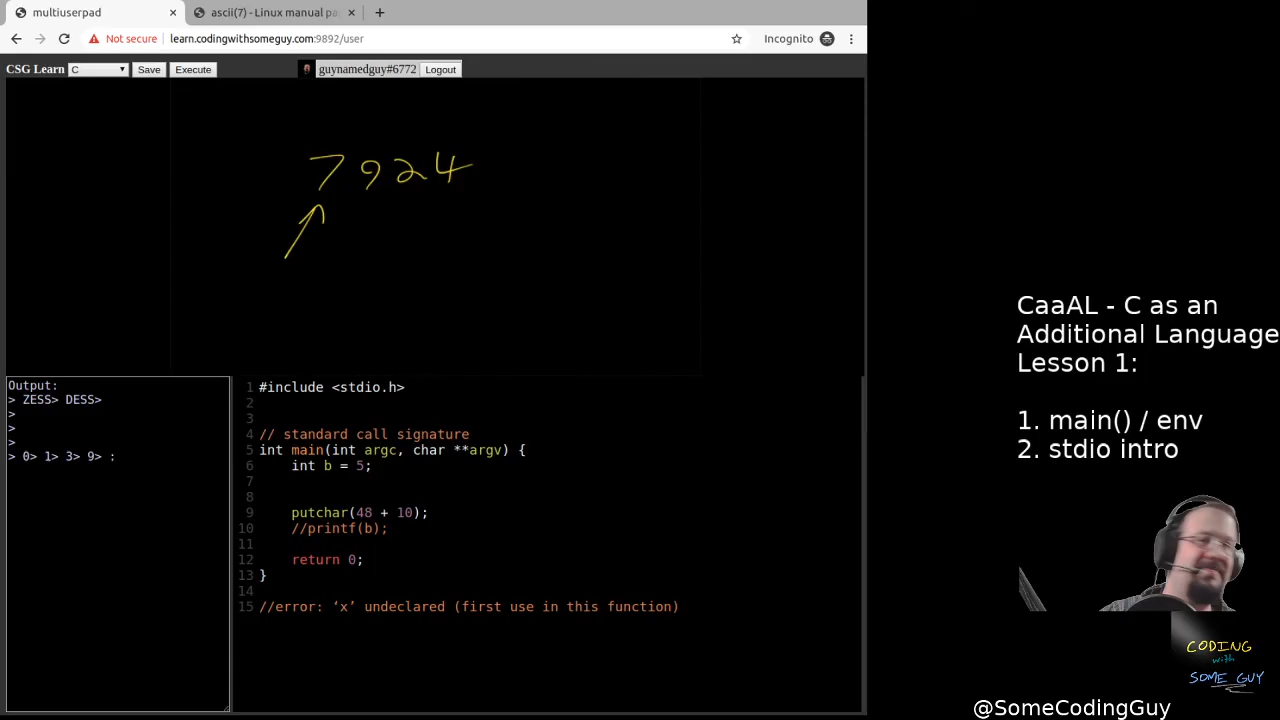 multiuserpad
ascii(7) - Linux manual pa
Not secure
learn.codingwithsomeguy.com:9892/user
Incognito
CSG Learn C Save Execute guynamedguy#6772 Logout
7924
Output:
> ZESS> DESS>
>
>
>
> 0> 1> 3> 9> :
1 #include <stdio.h>
2
3
4 // standard call signature
5 int main(int argc, char **argv) {
6 int b = 5;
7
8
9 putchar(48 + 10);
10 //printf(b);
11
12 return 0;
13 }
14
15 //error: ‘x’ undeclared (first use in this function)
CaaAL - C as an
Additional Language
Lesson 1:
1. main() / env
2. stdio intro
CODING
with
SOME GUY
@SomeCodingGuy